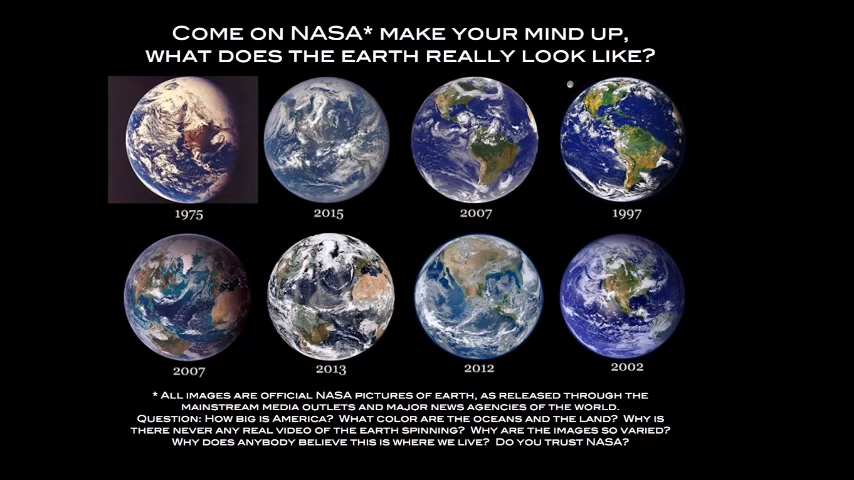 Come on NASA* make your mind up,
what does the earth really look like?
1975
2015
2007
1997
2007
2013
2012
2002
* All images are official NASA pictures of earth, as released through the
mainstream media outlets and major news agencies of the world.
Question: How big is America? What color are the oceans and the land? Why is
there never any real video of the earth spinning? Why are the images so varied?
Why does anybody believe this is where we live? Do you trust NASA?